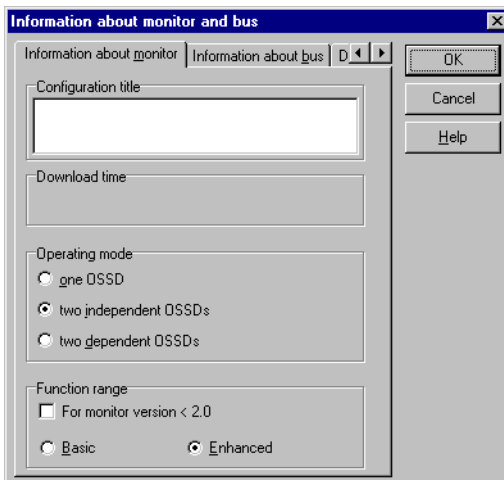 Information about monitor and bus
Information about monitor
Information about bus
D
OK
Cancel
Help
Configuration title
Download time
Operating mode
one OSSD
two independent OSSDs
two dependent OSSDs
Function range
For monitor version < 2.0
Basic
Enhanced